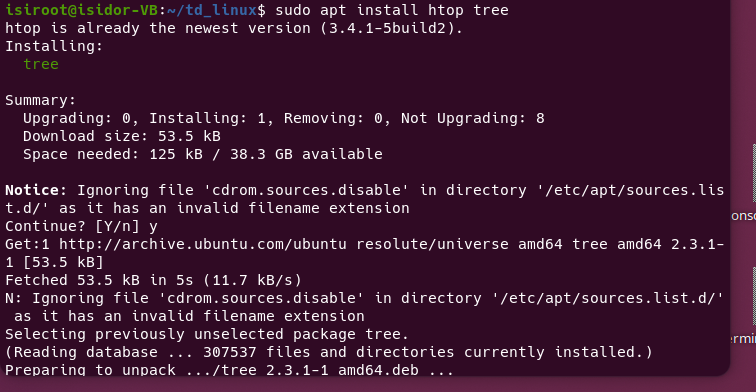 isiroot@isidor-VB:~/td_linux$ sudo apt install htop tree
htop is already the newest version (3.4.1-5build2).
Installing:
  tree

Summary:
  Upgrading: 0, Installing: 1, Removing: 0, Not Upgrading: 8
  Download size: 53.5 kB
  Space needed: 125 kB / 38.3 GB available

Notice: Ignoring file 'cdrom.sources.disable' in directory '/etc/apt/sources.lis
t.d/' as it has an invalid filename extension
Continue? [Y/n] y
Get:1 http://archive.ubuntu.com/ubuntu resolute/universe amd64 tree amd64 2.3.1-
1 [53.5 kB]
Fetched 53.5 kB in 5s (11.7 kB/s)
N: Ignoring file 'cdrom.sources.disable' in directory '/etc/apt/sources.list.d/'
 as it has an invalid filename extension
Selecting previously unselected package tree.
(Reading database ... 307537 files and directories currently installed.)
Preparing to unpack .../tree_2.3.1-1_amd64.deb ...